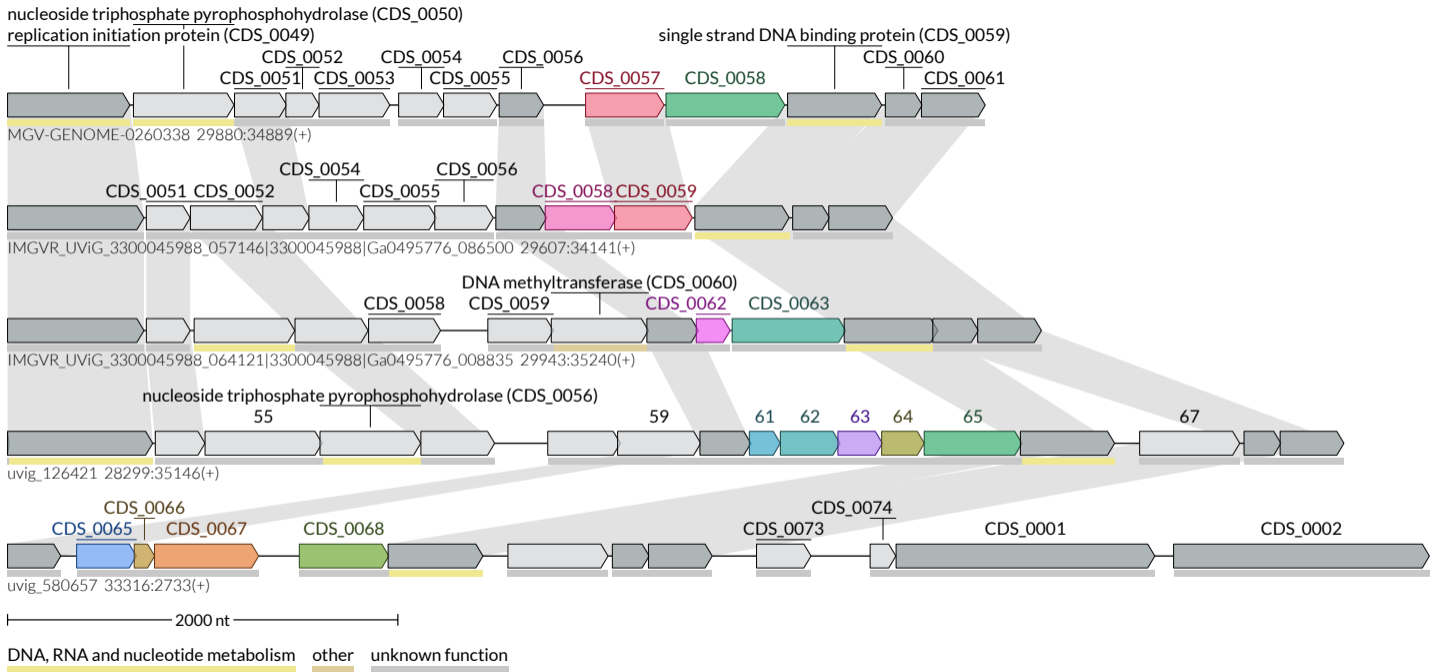 nucleoside triphosphate pyrophosphohydrolase (CDS_0050)
replication initiation protein (CDS_0049)
single strand DNA binding protein (CDS_0059)
CDS_0052 CDS_0054 CDS_0056 CDS_0060
CDS_0051 CDS_0053 CDS_0055 CDS_0057 CDS_0058 CDS_0061
MGV-GENOME-0260338 29880:34889(+)
CDS_0054 CDS_0056
CDS_0051 CDS_0052 CDS_0055 CDS_0058 CDS_0059
IMGVR_UViG_3300045988_057146|3300045988|Ga0495776_086500 29607:34141(+)
DNA methyltransferase (CDS_0060)
CDS_0058 CDS_0059 CDS_0062 CDS_0063
IMGVR_UViG_3300045988_064121|3300045988|Ga0495776_008835 29943:35240(+)
nucleoside triphosphate pyrophosphohydrolase (CDS_0056)
55 59 61 62 63 64 65 67
uvig_126421 28299:35146(+)
CDS_0066 CDS_0074
CDS_0065 CDS_0067 CDS_0068 CDS_0073 CDS_0001 CDS_0002
uvig_580657 33316:2733(+)
2000 nt
DNA, RNA and nucleotide metabolism other unknown function